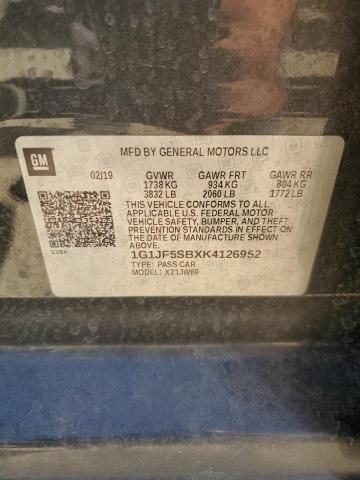 GM
MFD BY GENERAL MOTORS LLC
02/19 GVWR GAWR FRT GAWR RR
1738 KG 934 KG 804 KG
3832 LB 2060 LB 1772 LB
THIS VEHICLE CONFORMS TO ALL
APPLICABLE U.S. FEDERAL MOTOR
VEHICLE SAFETY, BUMPER, AND THEFT
PREVENTION STANDARDS IN EFFECT ON THE
DATE OF MANUFACTURE SHOWN ABOVE.
1G1JF5SBXK4126952
TYPE: PASS CAR
MODEL: X21JW69